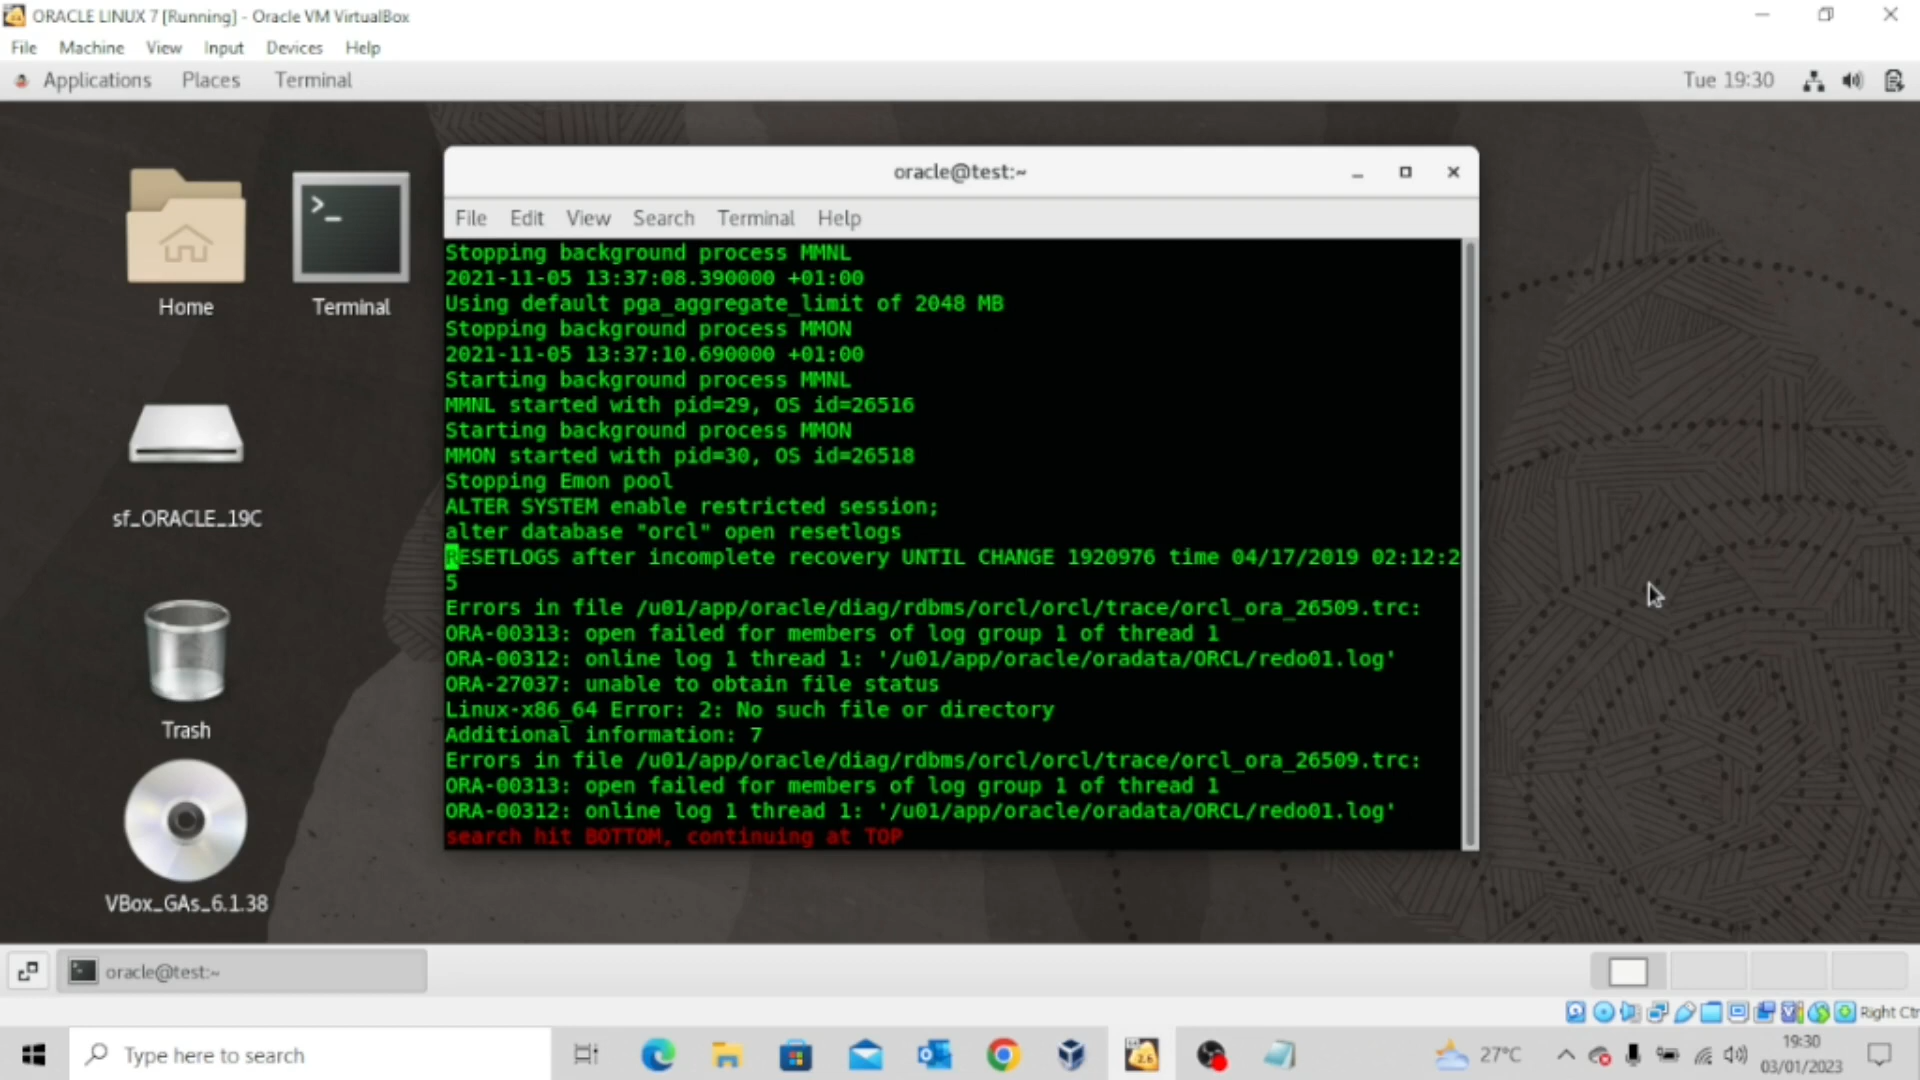 ORACLE LINUX 7 [Running] - Oracle VM VirtualBox
File Machine View Input Devices Help
Applications Places Terminal Tue 19:30
oracle@test:~
File Edit View Search Terminal Help
Stopping background process MMNL
2021-11-05 13:37:08.390000 +01:00
Using default pga_aggregate_limit of 2048 MB
Stopping background process MMON
2021-11-05 13:37:10.690000 +01:00
Starting background process MMNL
MMNL started with pid=29, OS id=26516
Starting background process MMON
MMON started with pid=30, OS id=26518
Stopping Emon pool
ALTER SYSTEM enable restricted session;
alter database "orcl" open resetlogs
RESETLOGS after incomplete recovery UNTIL CHANGE 1920976 time 04/17/2019 02:12:2
5
Errors in file /u01/app/oracle/diag/rdbms/orcl/orcl/trace/orcl_ora_26509.trc:
ORA-00313: open failed for members of log group 1 of thread 1
ORA-00312: online log 1 thread 1: '/u01/app/oracle/oradata/ORCL/redo01.log'
ORA-27037: unable to obtain file status
Linux-x86_64 Error: 2: No such file or directory
Additional information: 7
Errors in file /u01/app/oracle/diag/rdbms/orcl/orcl/trace/orcl_ora_26509.trc:
ORA-00313: open failed for members of log group 1 of thread 1
ORA-00312: online log 1 thread 1: '/u01/app/oracle/oradata/ORCL/redo01.log'
search hit BOTTOM, continuing at TOP
Home
Terminal
sf_ORACLE_19C
Trash
VBox_GAs_6.1.38
oracle@test:~
Right Ctr
Type here to search
27°C
19:30
03/01/2023